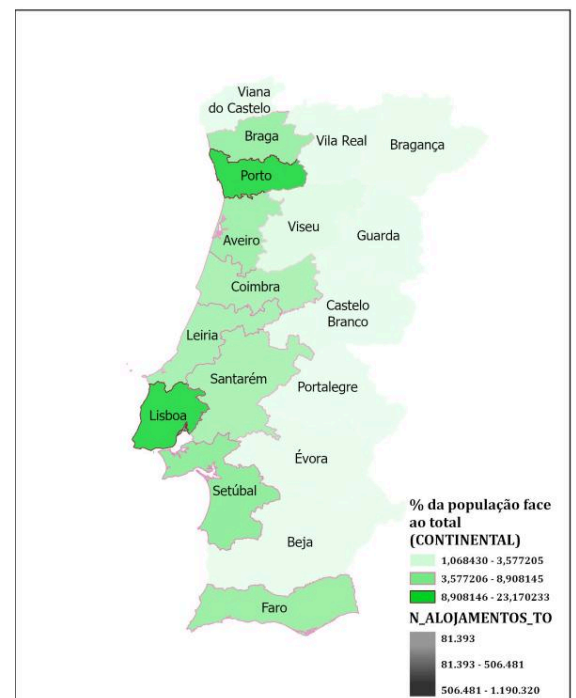 Viana
do Castelo
Braga
Vila Real
Bragança
Porto
Viseu
Guarda
Aveiro
Coimbra
Castelo
Branco
Leiria
Santarém
Portalegre
Lisboa
Évora
Setúbal
Beja
Faro
% da população face
ao total
(CONTINENTAL)
1,068430 - 3,577205
3,577206 - 8,908145
8,908146 - 23,170233
N_ALOJAMENTOS_TO
81.393
81.393 - 506.481
506.481 - 1.190.320